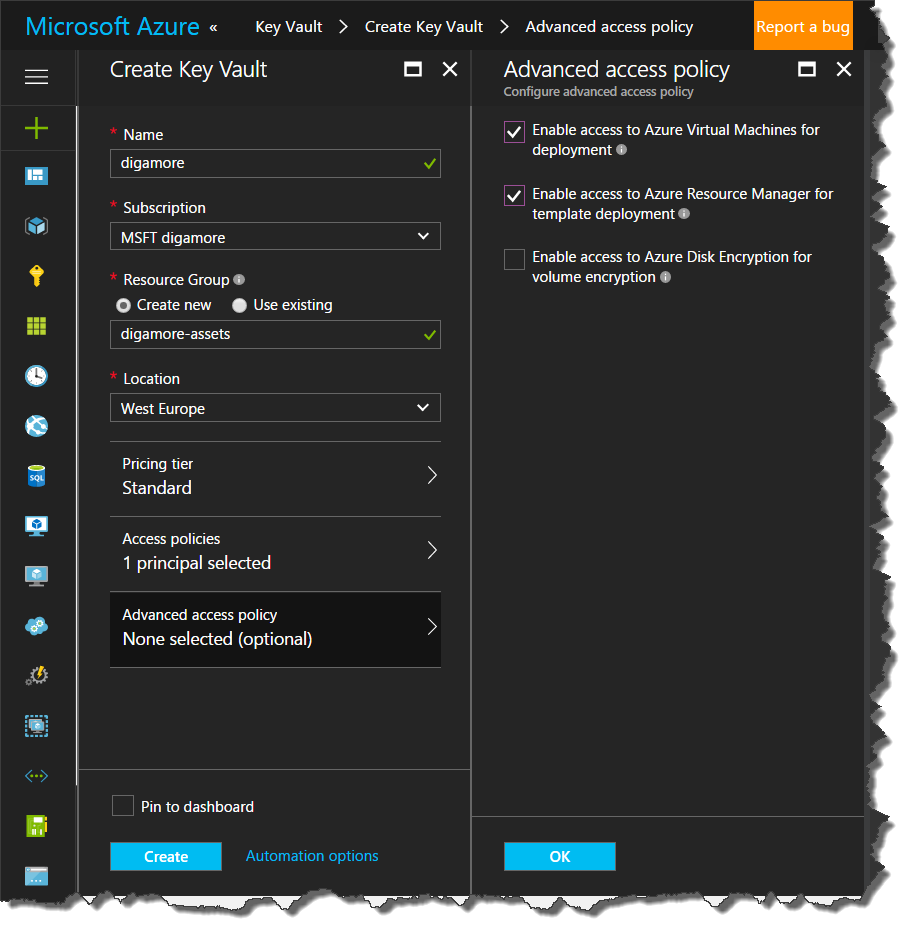 Microsoft Azure «
Key Vault > Create Key Vault > Advanced access policy
Report a bug
Create Key Vault
* Name
digamore
* Subscription
MSFT digamore
* Resource Group
Create new
Use existing
digamore-assets
* Location
West Europe
Pricing tier
Standard
Access policies
1 principal selected
Advanced access policy
None selected (optional)
Pin to dashboard
Create
Automation options
Advanced access policy
Configure advanced access policy
Enable access to Azure Virtual Machines for
deployment
Enable access to Azure Resource Manager for
template deployment
Enable access to Azure Disk Encryption for
volume encryption
OK
SQL